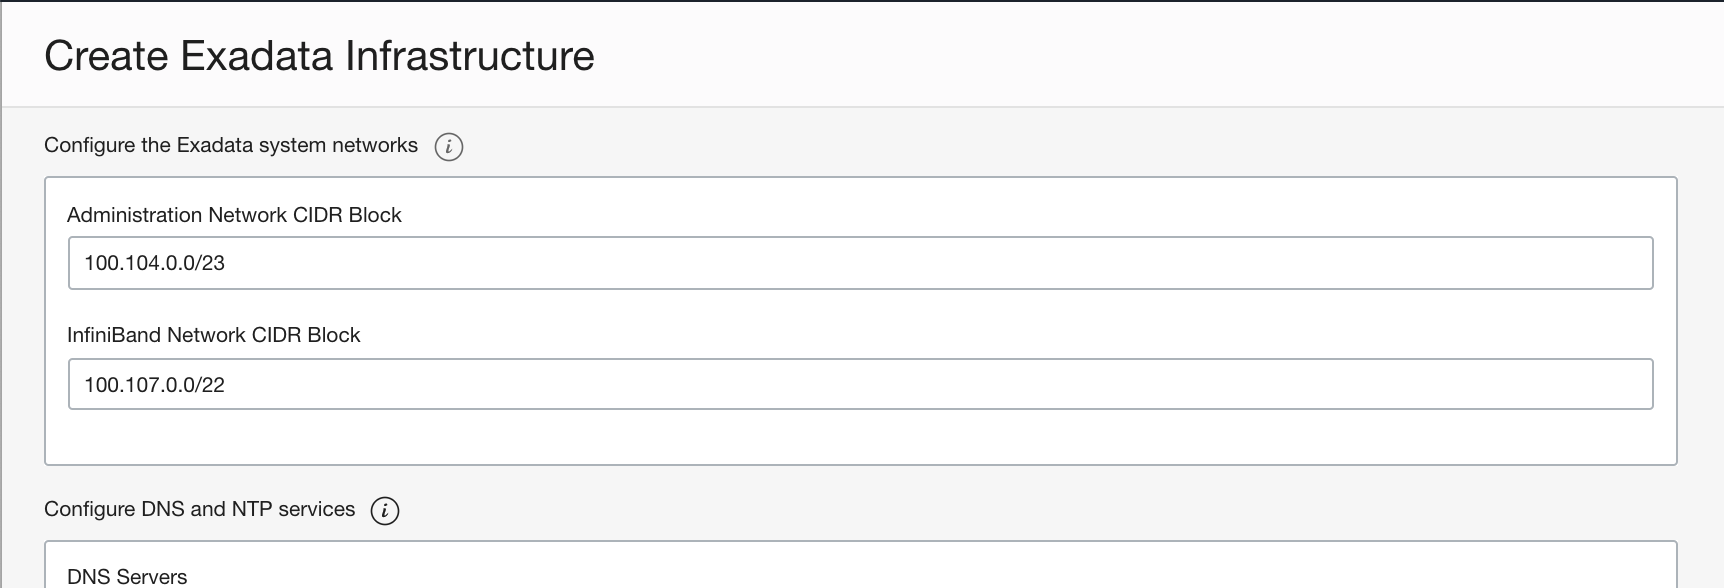 Create Exadata Infrastructure
Configure the Exadata system networks i
Administration Network CIDR Block
100.104.0.0/23
InfiniBand Network CIDR Block
100.107.0.0/22
Configure DNS and NTP services i
DNS Servers